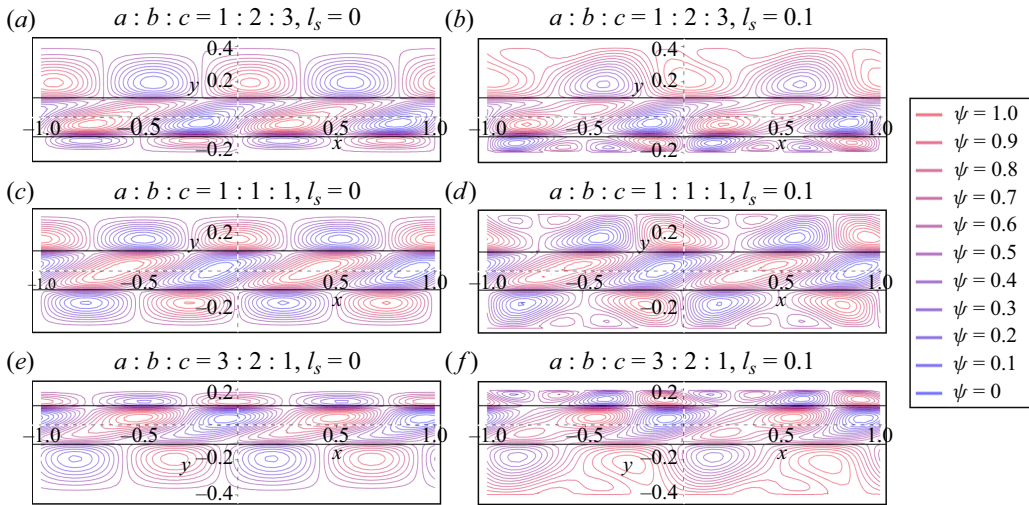 (a) a : b : c = 1 : 2 : 3, l_s = 0
0.4
0.2
y
−1.0 −0.5 0.5 1.0
x
−0.2
(b) a : b : c = 1 : 2 : 3, l_s = 0.1
0.4
0.2
y
−1.0 −0.5 0.5 1.0
x
−0.2
(c) a : b : c = 1 : 1 : 1, l_s = 0
0.2
y
−1.0 −0.5 0.5 1.0
x
−0.2
(d) a : b : c = 1 : 1 : 1, l_s = 0.1
0.2
y
−1.0 −0.5 0.5 1.0
x
−0.2
(e) a : b : c = 3 : 2 : 1, l_s = 0
0.2
−1.0 −0.5 0.5 1.0
y −0.2 x
−0.4
(f) a : b : c = 3 : 2 : 1, l_s = 0.1
0.2
−1.0 −0.5 0.5 1.0
y −0.2 x
−0.4
ψ = 1.0
ψ = 0.9
ψ = 0.8
ψ = 0.7
ψ = 0.6
ψ = 0.5
ψ = 0.4
ψ = 0.3
ψ = 0.2
ψ = 0.1
ψ = 0